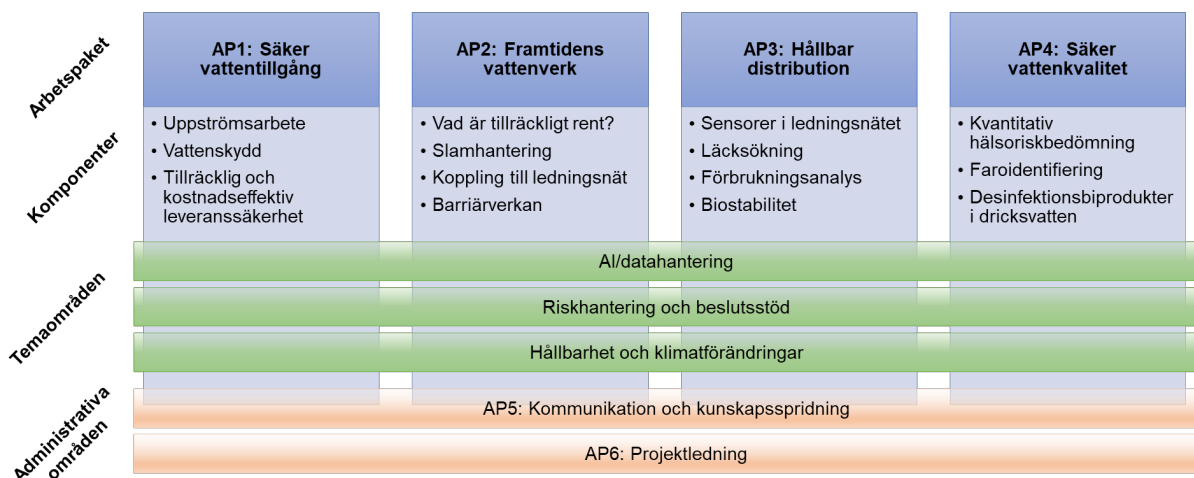 Arbetspaket
AP1: Säker
vattentillgång
AP2: Framtidens
vattenverk
AP3: Hållbar
distribution
AP4: Säker
vattenkvalitet
Komponenter
• Uppströmsarbete
• Vattenskydd
• Tillräcklig och
kostnadseffektiv
leveranssäkerhet
• Vad är tillräckligt rent?
• Slamhantering
• Koppling till ledningsnät
• Barriärverkan
• Sensorer i ledningsnätet
• Läcksökning
• Förbrukningsanalys
• Biostabilitet
• Kvantitativ
hälsoriskbedömning
• Faroidentifiering
• Desinfektionsbiprodukter
i dricksvatten
Temaområden
AI/datahantering
Riskhantering och beslutsstöd
Hållbarhet och klimatförändringar
Administrativa
områden
AP5: Kommunikation och kunskapsspridning
AP6: Projektledning